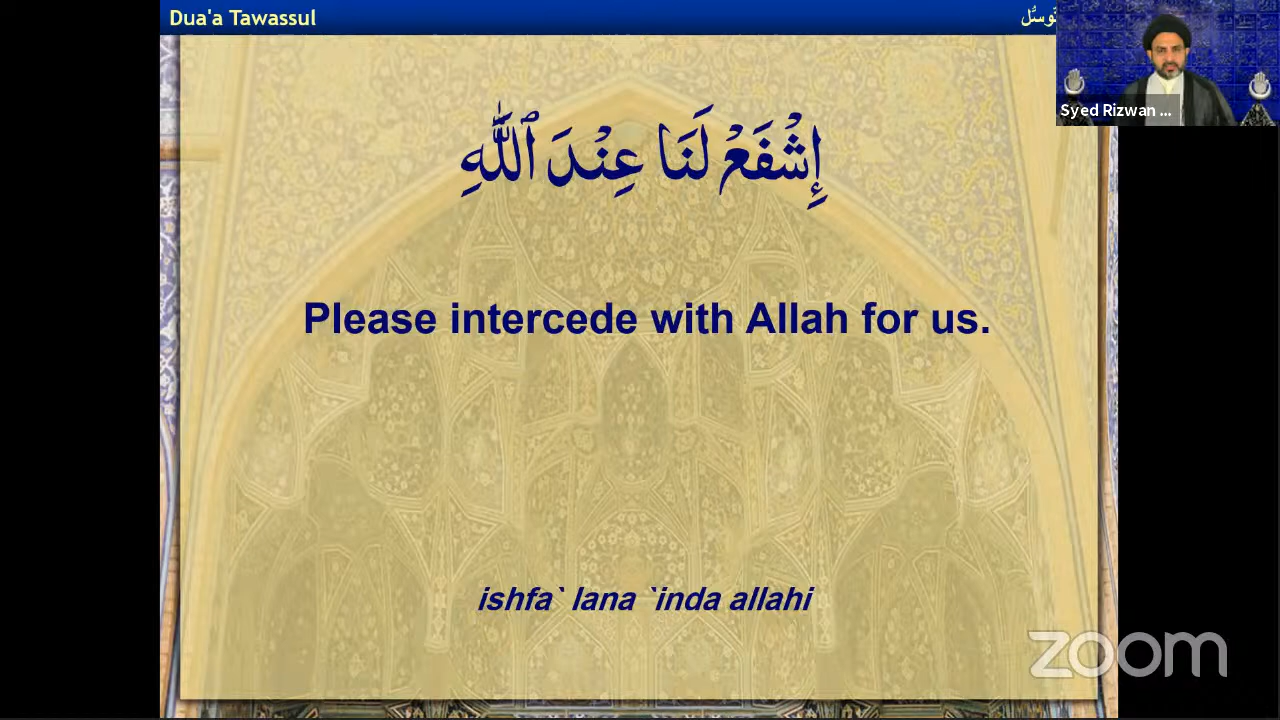 Dua'a Tawassul
Syed Rizwan ...
إِشْفَعْ لَنَا عِنْدَ ٱللَّهِ
Please intercede with Allah for us.
ishfa` lana `inda allahi
zoom